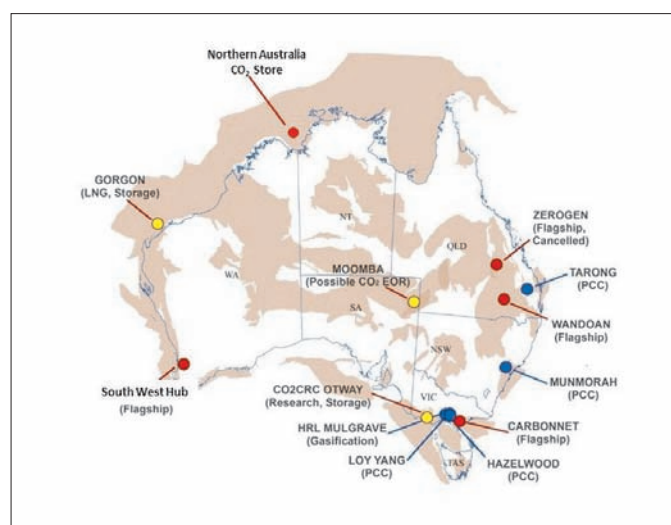 Northern Australia
CO₂ Store
GORGON
(LNG, Storage)
ZEROGEN
(Flagship,
Cancelled)
NT
QLD
TARONG
(PCC)
MOOMBA
(Possible CO₂ EOR)
WA
SA
WANDOAN
(Flagship)
NSW
MUNMORAH
(PCC)
South West Hub
(Flagship)
CO2CRC OTWAY
(Research, Storage)
VIC
HRL MULGRAVE
(Gasification)
CARBONNET
(Flagship)
LOY YANG
(PCC)
TAS
HAZELWOOD
(PCC)